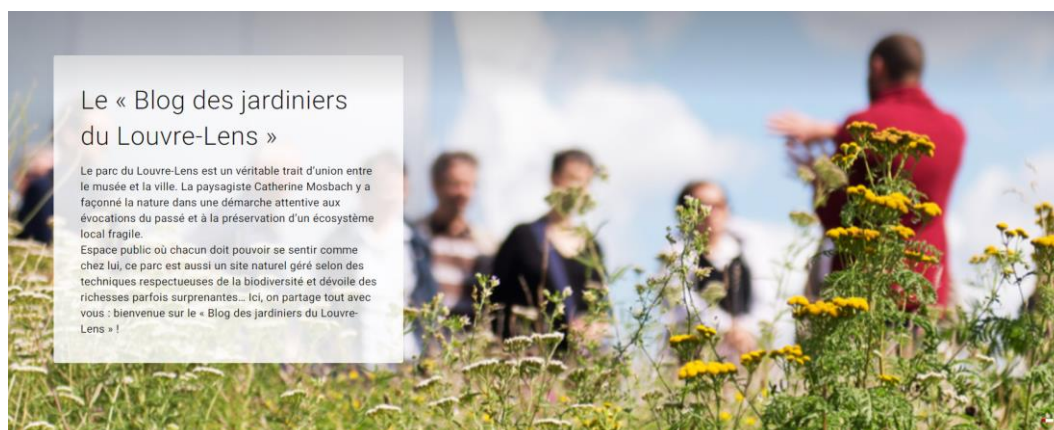 Le « Blog des jardiniers
du Louvre-Lens »
Le parc du Louvre-Lens est un véritable trait d'union entre
le musée et la ville. La paysagiste Catherine Mosbach y a
façonné la nature dans une démarche attentive aux
évocations du passé et à la préservation d'un écosystème
local fragile.
Espace public où chacun doit pouvoir se sentir comme
chez lui, ce parc est aussi un site naturel géré selon des
techniques respectueuses de la biodiversité et dévoile des
richesses parfois surprenantes... Ici, on partage tout avec
vous : bienvenue sur le « Blog des jardiniers du Louvre-
Lens » !